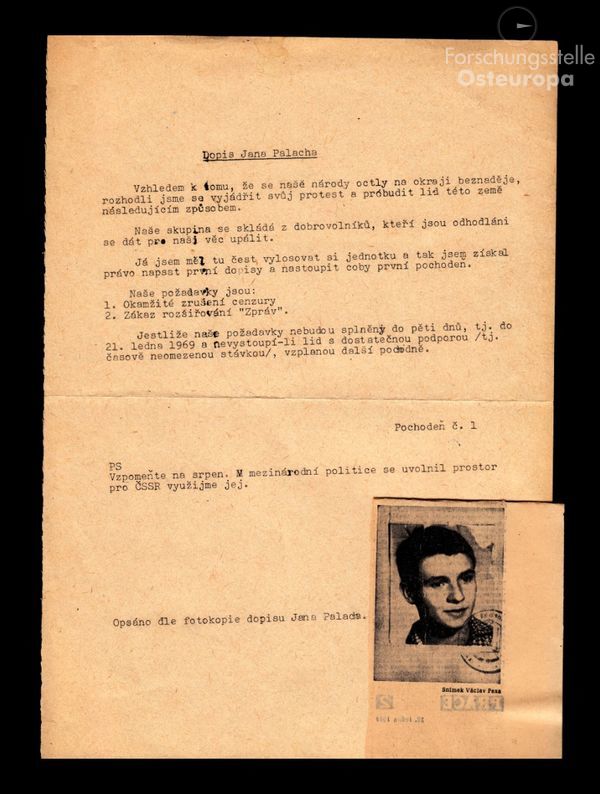 Forschungsstelle
Osteuropa
Dopis Jana Palacha
Vzhledem k tomu, že se naše národy octly na okraji beznaděje,
rozhodli jsme se vyjádřit svůj protest a probudit lid této země
následujícím způsobem.
Naše skupina se skládá z dobrovolníků, kteří jsou odhodláni
se dát pro naši věc upálit.
Já jsem měl tu čest vylosovat si jednotku a tak jsem získal
právo napsst první dopisy a nastoupit coby první pochodeň.
Naše požadavky jsou:
1. Okamžité zrušení cenzury
2. Zákaz rozšiřování "Zpráv".
Jestliže naše požadavky nebudou splněny do pěti dnů, tj. do
21. ledna 1969 a nevystoupí-li lid s dostatečnou podporou /tj.
časově neomezenou stávkou/, vzplanou další pododně.
Pochodeň č. 1
PS
Vzpomeňte na srpen. M mezinárodní politice se uvolnil prostor
pro ČSSR využijme jej.
Opsáno dle fotokopie dopisu Jana Palada.
Snímek Václav Paxa
PRÁCE 2